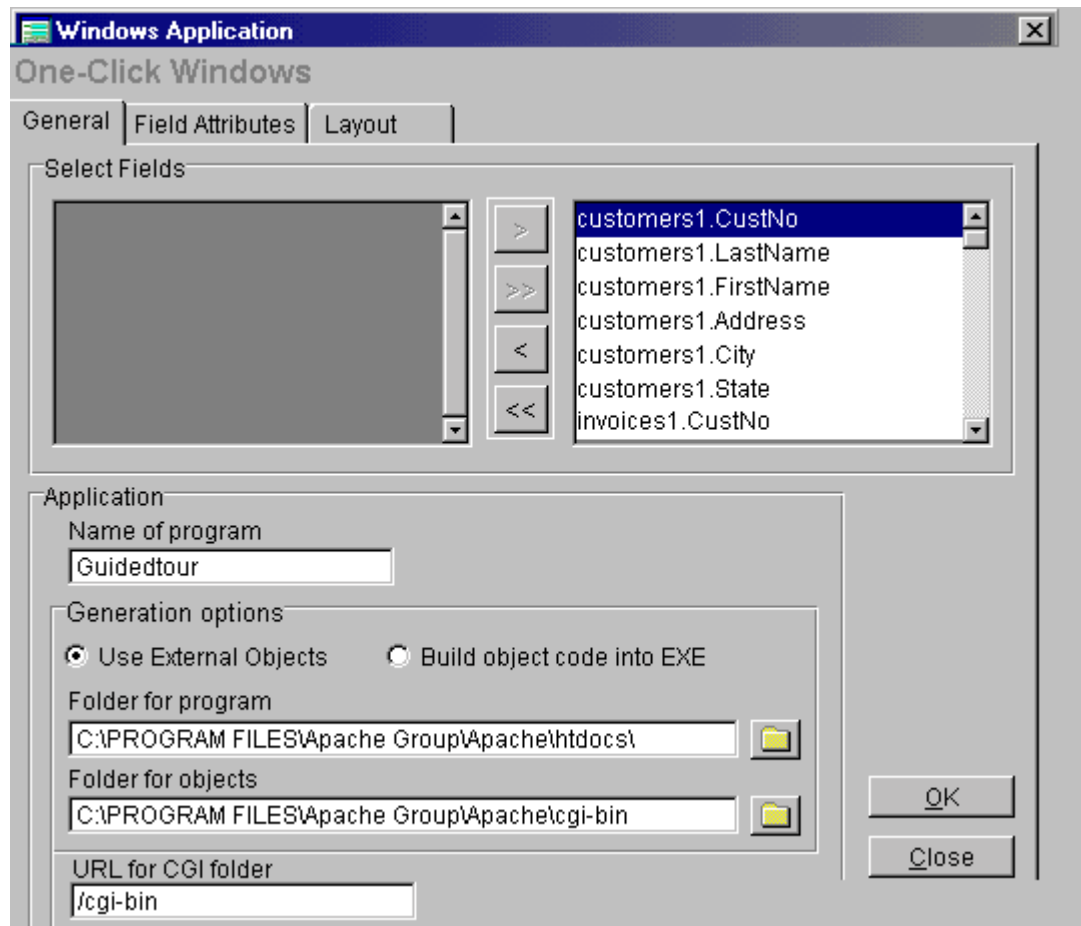 Windows Application
One-Click Windows
General Field Attributes Layout
Select Fields
customers1.CustNo
customers1.LastName
customers1.FirstName
customers1.Address
customers1.City
customers1.State
invoices1.CustNo
>
>>
<
<<
Application
Name of program
Guidedtour
Generation options
Use External Objects Build object code into EXE
Folder for program
C:\PROGRAM FILES\Apache Group\Apache\htdocs\
Folder for objects
C:\PROGRAM FILES\Apache Group\Apache\cgi-bin
URL for CGI folder
/cgi-bin
OK
Close